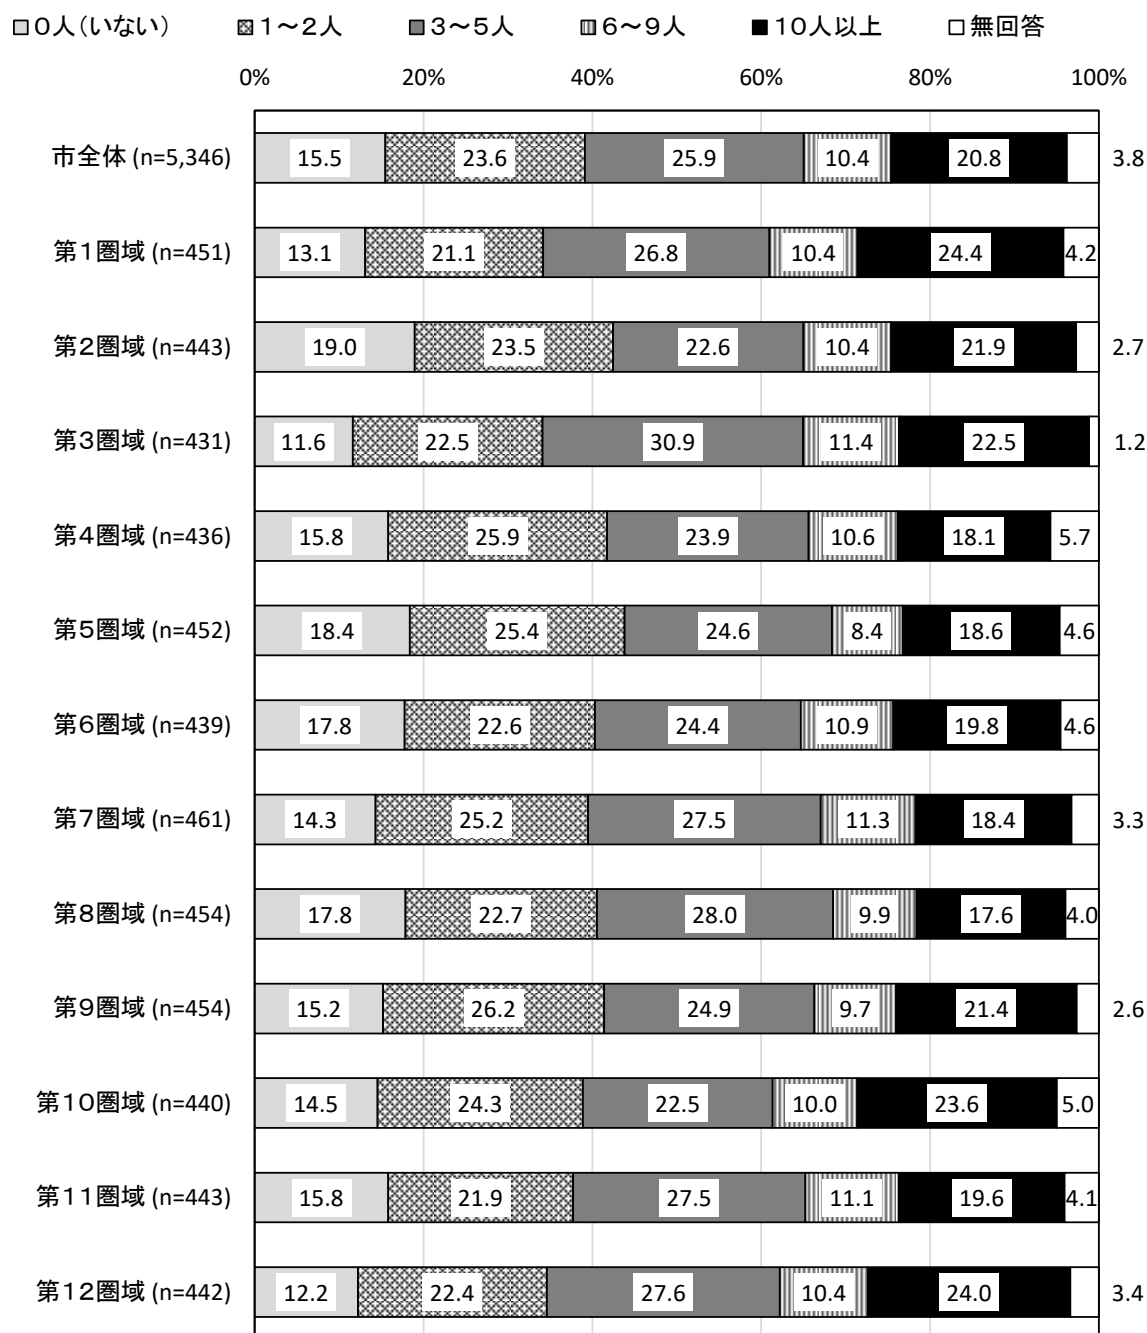 0人（いない） 1～2人 3～5人 6～9人 10人以上 無回答
0% 20% 40% 60% 80% 100%
市全体 (n=5,346) 15.5 23.6 25.9 10.4 20.8 3.8
第1圏域 (n=451) 13.1 21.1 26.8 10.4 24.4 4.2
第2圏域 (n=443) 19.0 23.5 22.6 10.4 21.9 2.7
第3圏域 (n=431) 11.6 22.5 30.9 11.4 22.5 1.2
第4圏域 (n=436) 15.8 25.9 23.9 10.6 18.1 5.7
第5圏域 (n=452) 18.4 25.4 24.6 8.4 18.6 4.6
第6圏域 (n=439) 17.8 22.6 24.4 10.9 19.8 4.6
第7圏域 (n=461) 14.3 25.2 27.5 11.3 18.4 3.3
第8圏域 (n=454) 17.8 22.7 28.0 9.9 17.6 4.0
第9圏域 (n=454) 15.2 26.2 24.9 9.7 21.4 2.6
第10圏域 (n=440) 14.5 24.3 22.5 10.0 23.6 5.0
第11圏域 (n=443) 15.8 21.9 27.5 11.1 19.6 4.1
第12圏域 (n=442) 12.2 22.4 27.6 10.4 24.0 3.4